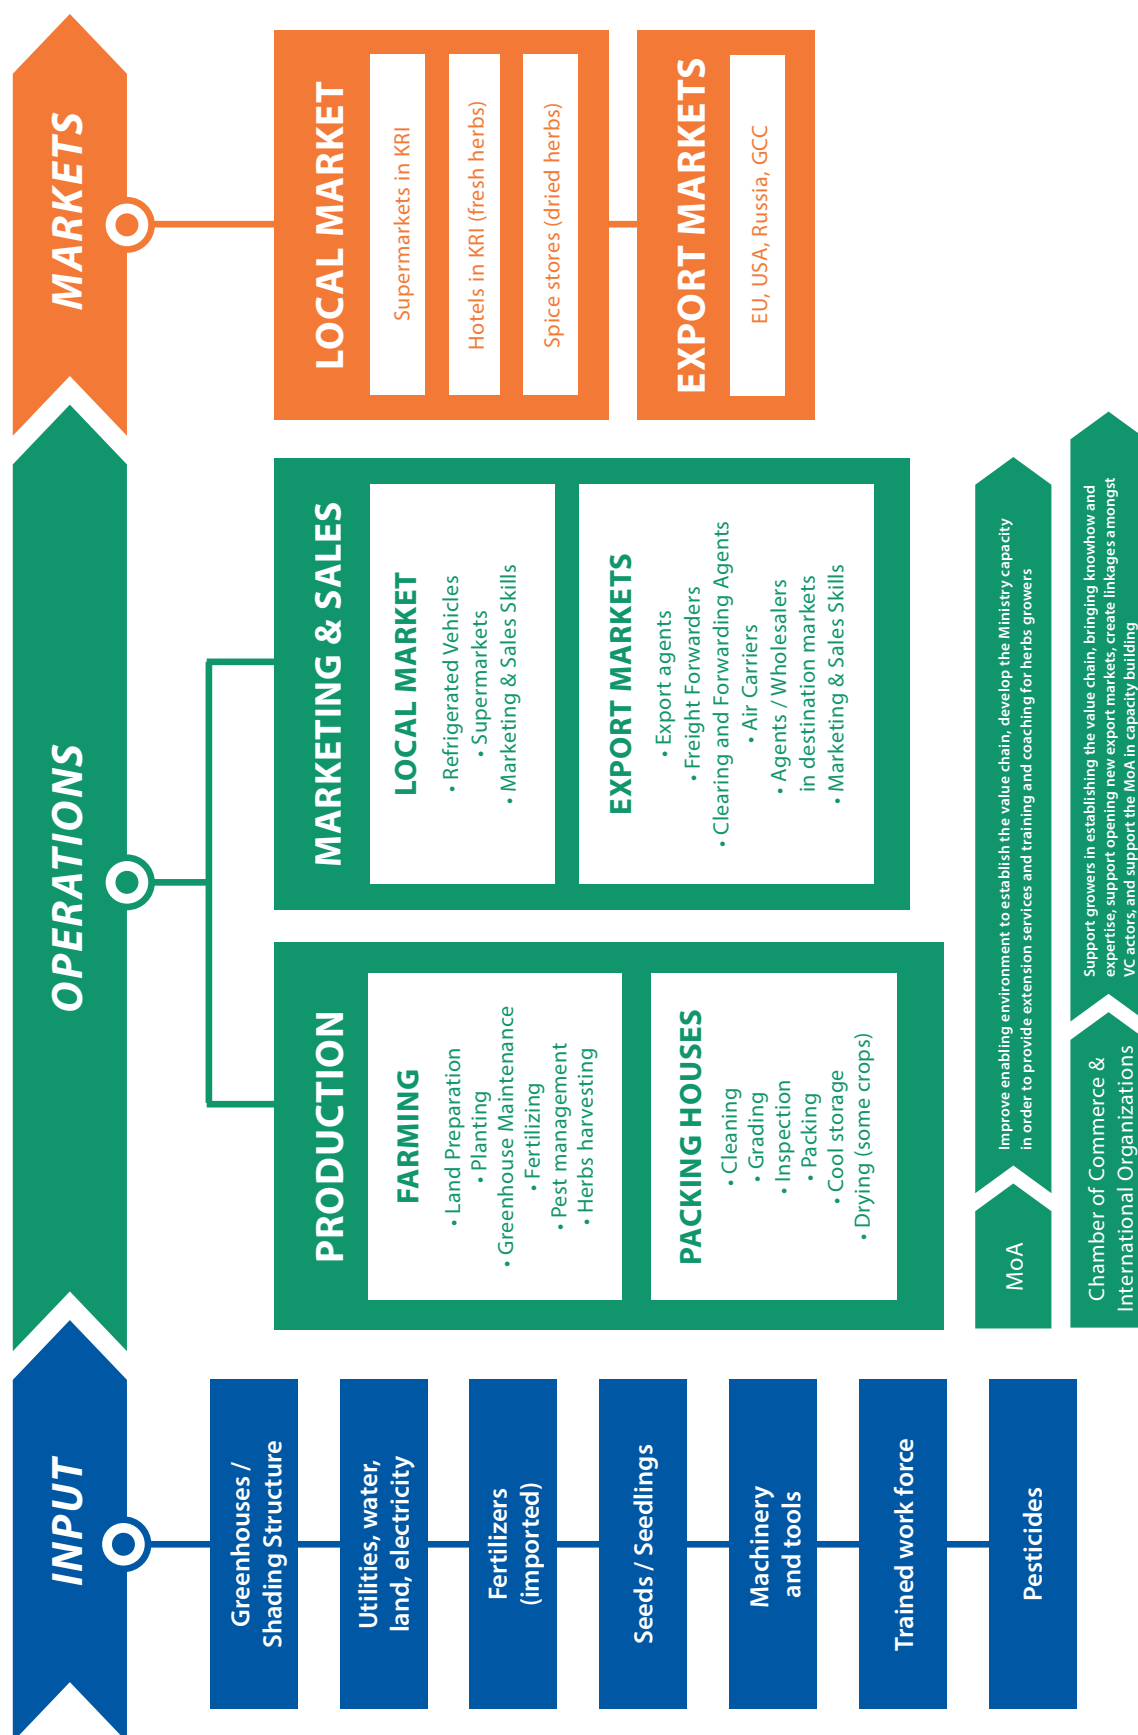 INPUT
Greenhouses /
Shading Structure
Utilities, water,
land, electricity
Fertilizers
(imported)
Seeds / Seedlings
Machinery
and tools
Trained work force
Pesticides
OPERATIONS
PRODUCTION
FARMING
• Land Preparation
• Planting
• Greenhouse Maintenance
• Fertilizing
• Pest management
• Herbs harvesting
PACKING HOUSES
• Cleaning
• Grading
• Inspection
• Packing
• Cool storage
• Drying (some crops)
MARKETING & SALES
LOCAL MARKET
• Refrigerated Vehicles
• Supermarkets
• Marketing & Sales Skills
EXPORT MARKETS
• Export agents
• Freight Forwarders
• Clearing and Forwarding Agents
• Air Carriers
• Agents / Wholesalers
in destination markets
• Marketing & Sales Skills
MoA
Improve enabling environment to establish the value chain, develop the Ministry capacity
in order to provide extension services and training and coaching for herbs growers
Chamber of Commerce &
International Organizations
Support growers in establishing the value chain, bringing knowhow and
expertise, support opening new export markets, create linkages amongst
VC actors, and support the MoA in capacity building
MARKETS
LOCAL MARKET
Supermarkets in KRI
Hotels in KRI (fresh herbs)
Spice stores (dried herbs)
EXPORT MARKETS
EU, USA, Russia, GCC